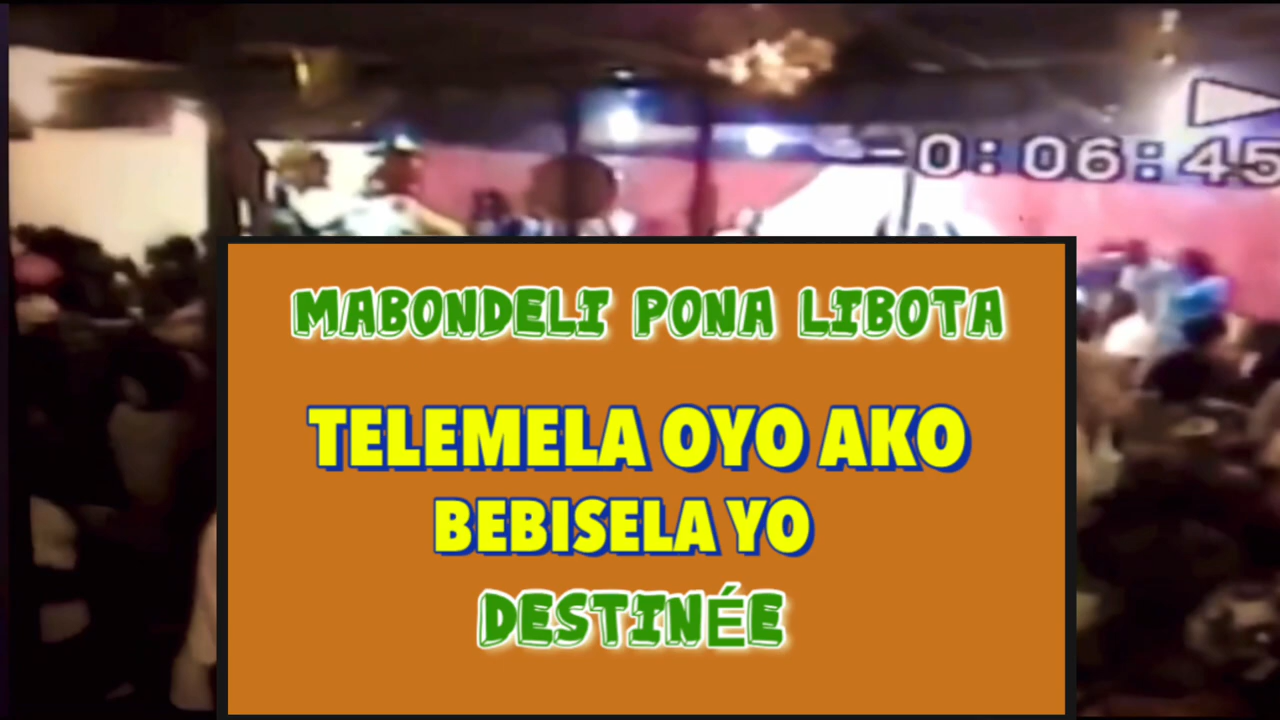 -0:06:45
MABONDELI PONA LIBOTA
TELEMELA OYO AKO
BEBISELA YO
DESTINÉE